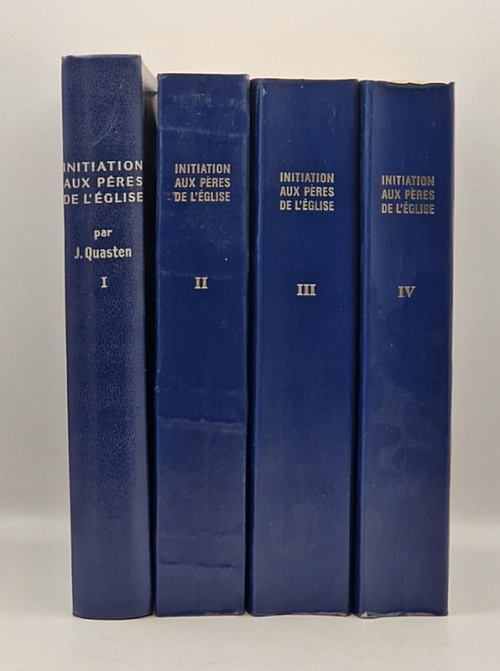 INITIATION
AUX PÈRES
DE L'ÉGLISE
par
J. Quasten
I
INITIATION
AUX PÈRES
DE L'ÉGLISE
II
INITIATION
AUX PÈRES
DE L'ÉGLISE
III
INITIATION
AUX PÈRES
DE L'ÉGLISE
IV